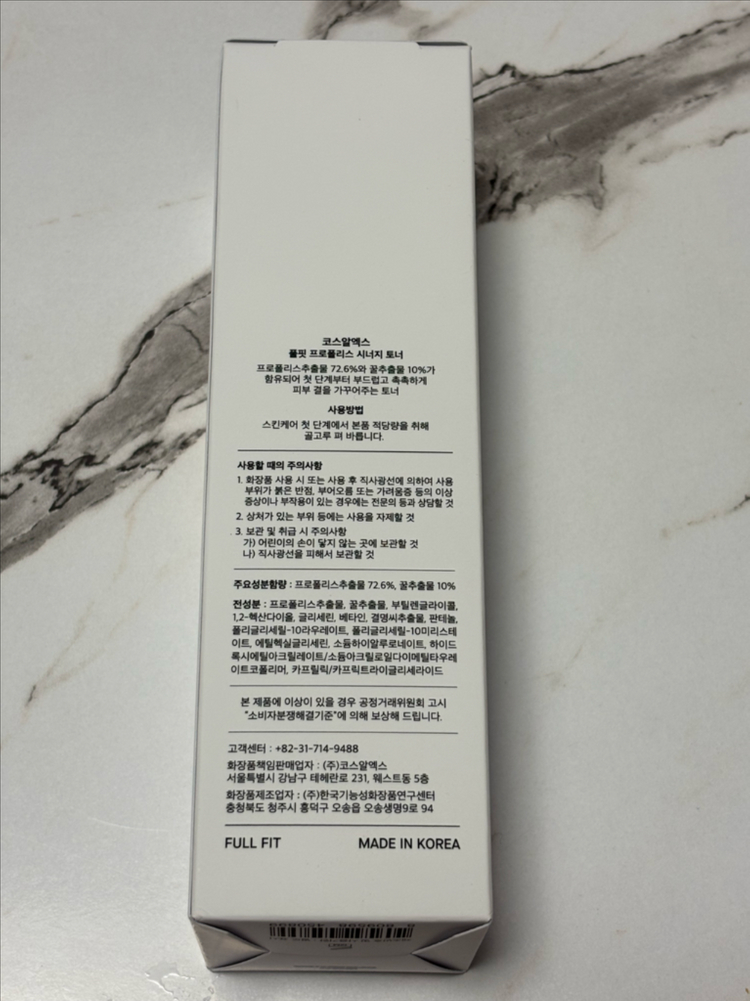 코스알엑스
풀핏 프로폴리스 시너지 토너
프로폴리스추출물 72.6%와 꿀추출물 10%가
함유되어 첫 단계부터 부드럽고 촉촉하게
피부 결을 가꾸어주는 토너
사용방법
스킨케어 첫 단계에서 본품 적당량을 취해
골고루 펴 바릅니다.
사용할 때의 주의사항
1. 화장품 사용 시 또는 사용 후 직사광선에 의하여 사용
부위가 붉은 반점, 부어오름 또는 가려움증 등의 이상
증상이나 부작용이 있는 경우에는 전문의 등과 상담할 것
2. 상처가 있는 부위 등에는 사용을 자제할 것
3. 보관 및 취급 시 주의사항
가) 어린이의 손이 닿지 않는 곳에 보관할 것
나) 직사광선을 피해서 보관할 것
주요성분함량 : 프로폴리스추출물 72.6%, 꿀추출물 10%
전성분 : 프로폴리스추출물, 꿀추출물, 부틸렌글라이콜,
1,2-헥산다이올, 글리세린, 베타인, 결명씨추출물, 판테놀,
폴리글리세릴-10라우레이트, 폴리글리세릴-10미리스테
이트, 에틸헥실글리세린, 소듐하이알루로네이트, 하이드
록시에틸아크릴레이트/소듐아크릴로일다이메틸타우레
이트코폴리머, 카프릴릭/카프릭트라이글리세라이드
본 제품에 이상이 있을 경우 공정거래위원회 고시
"소비자분쟁해결기준"에 의해 보상해 드립니다.
고객센터 : +82-31-714-9488
화장품책임판매업자 : (주)코스알엑스
서울특별시 강남구 테헤란로 231, 웨스트동 5층
화장품제조업자 : (주)한국기능성화장품연구센터
충청북도 청주시 흥덕구 오송읍 오송생명9로 94
FULL FIT MADE IN KOREA